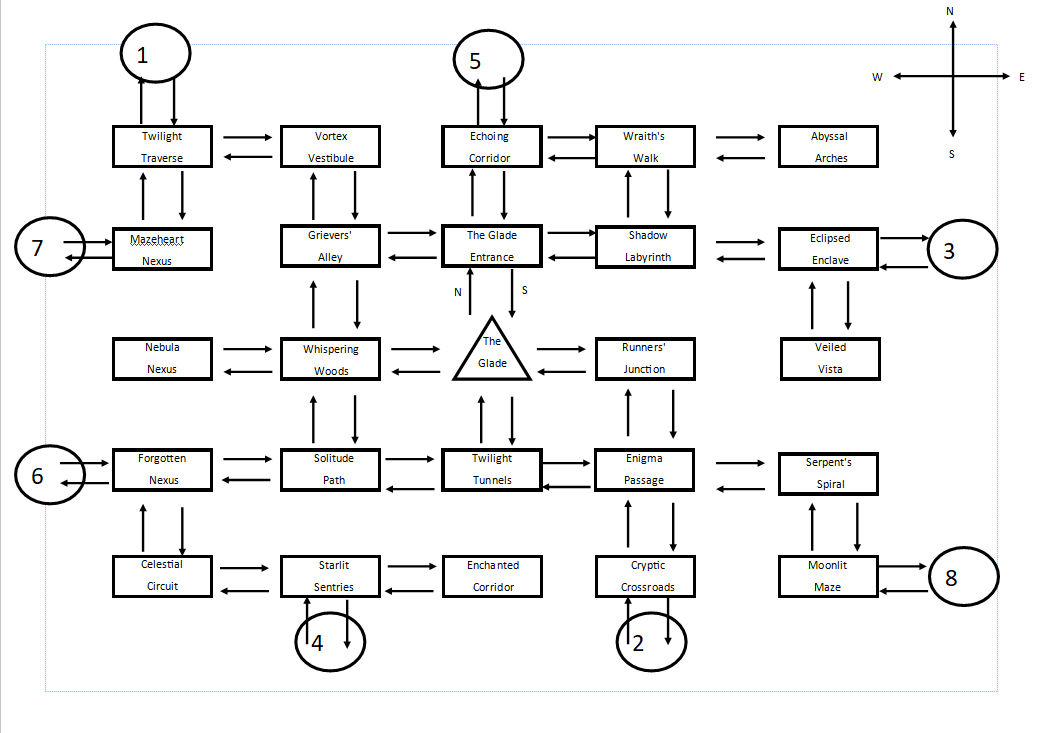 N
W E
S
1
5
Twilight
Traverse
Vortex
Vestibule
Echoing
Corridor
Wraith's
Walk
Abyssal
Arches
7
Mazeheart
Nexus
Grievers'
Alley
The Glade
Entrance
Shadow
Labyrinth
Eclipsed
Enclave
3
N S
Nebula
Nexus
Whispering
Woods
The
Glade
Runners'
Junction
Veiled
Vista
6
Forgotten
Nexus
Solitude
Path
Twilight
Tunnels
Enigma
Passage
Serpent's
Spiral
Celestial
Circuit
Starlit
Sentries
Enchanted
Corridor
Cryptic
Crossroads
Moonlit
Maze
8
4
2